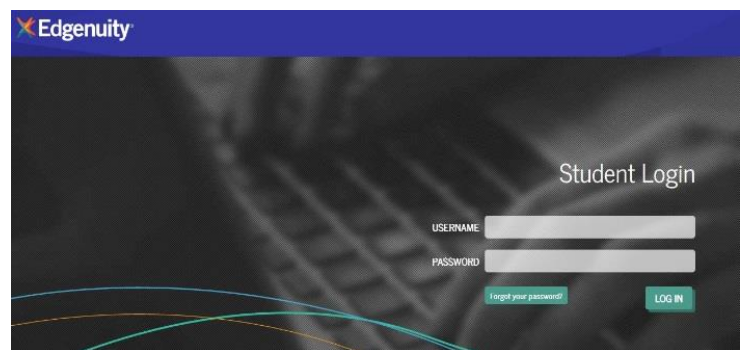 Edgenuity
Student Login
USERNAME
PASSWORD
Forgot your password?
LOG IN